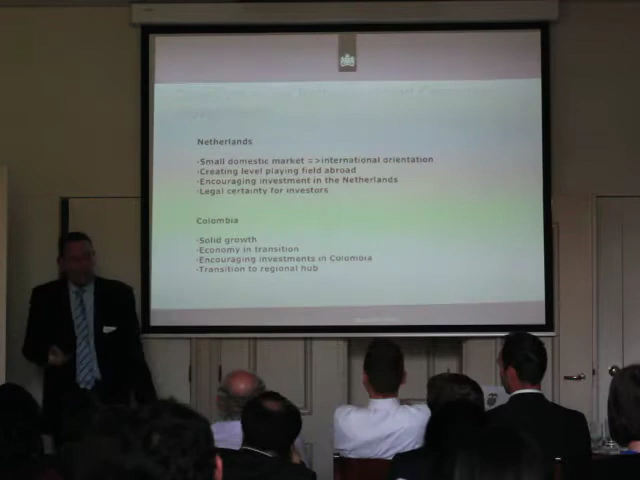 Netherlands
-Small domestic market =>international orientation
-Creating level playing field abroad
-Encouraging investment in the Netherlands
-Legal certainty for investors
Colombia
-Solid growth
-Economy in transition
-Encouraging investments in Colombia
-Transition to regional hub